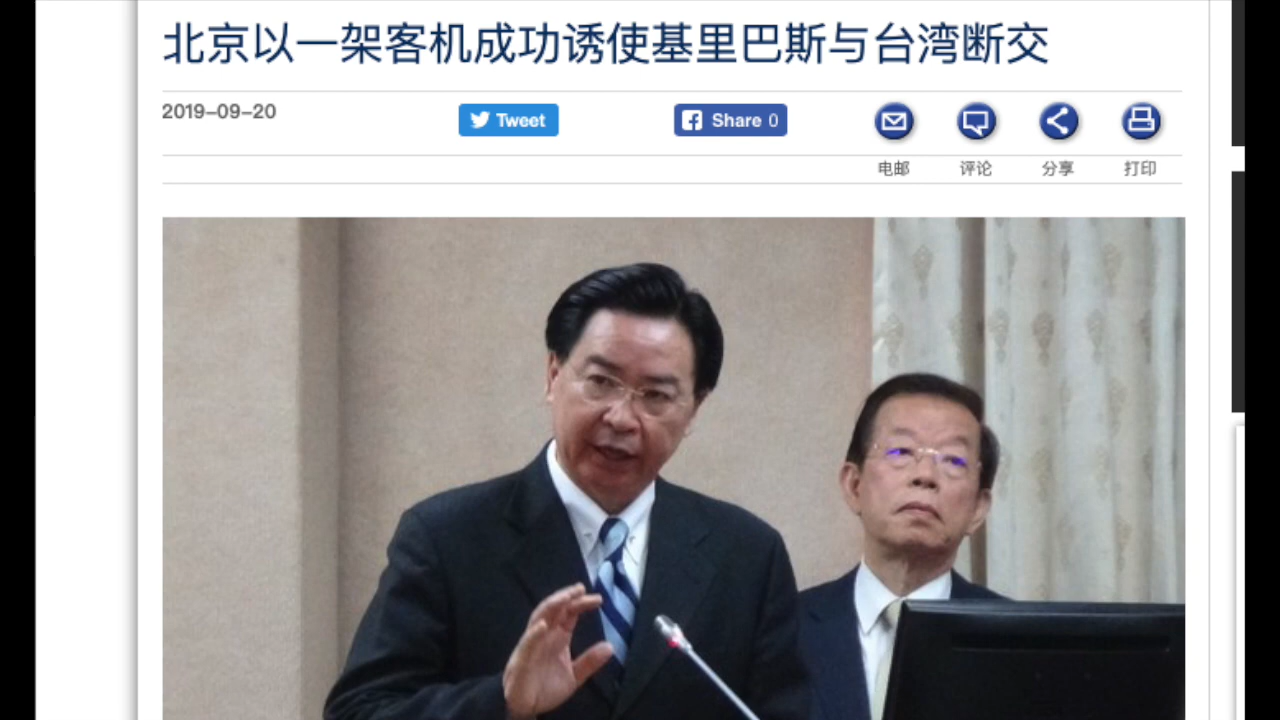 北京以一架客机成功诱使基里巴斯与台湾断交
2019-09-20
Tweet
Share 0
电邮
评论
分享
打印